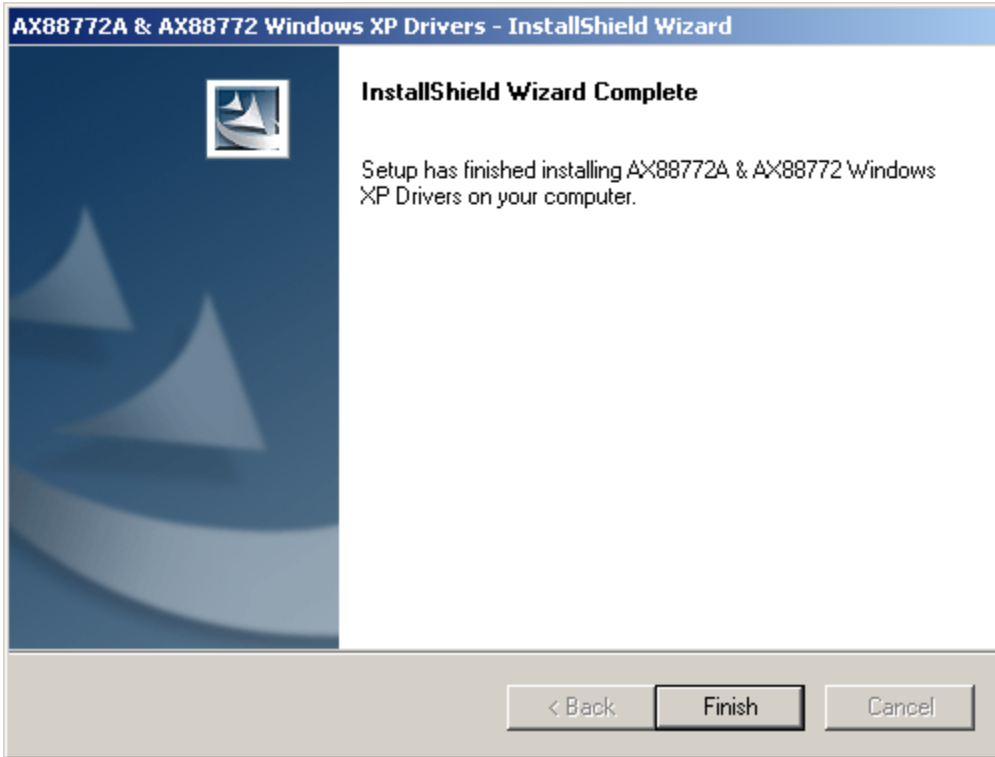 AX88772A & AX88772 Windows XP Drivers - InstallShield Wizard
InstallShield Wizard Complete
Setup has finished installing AX88772A & AX88772 Windows
XP Drivers on your computer.
< Back
Finish
Cancel